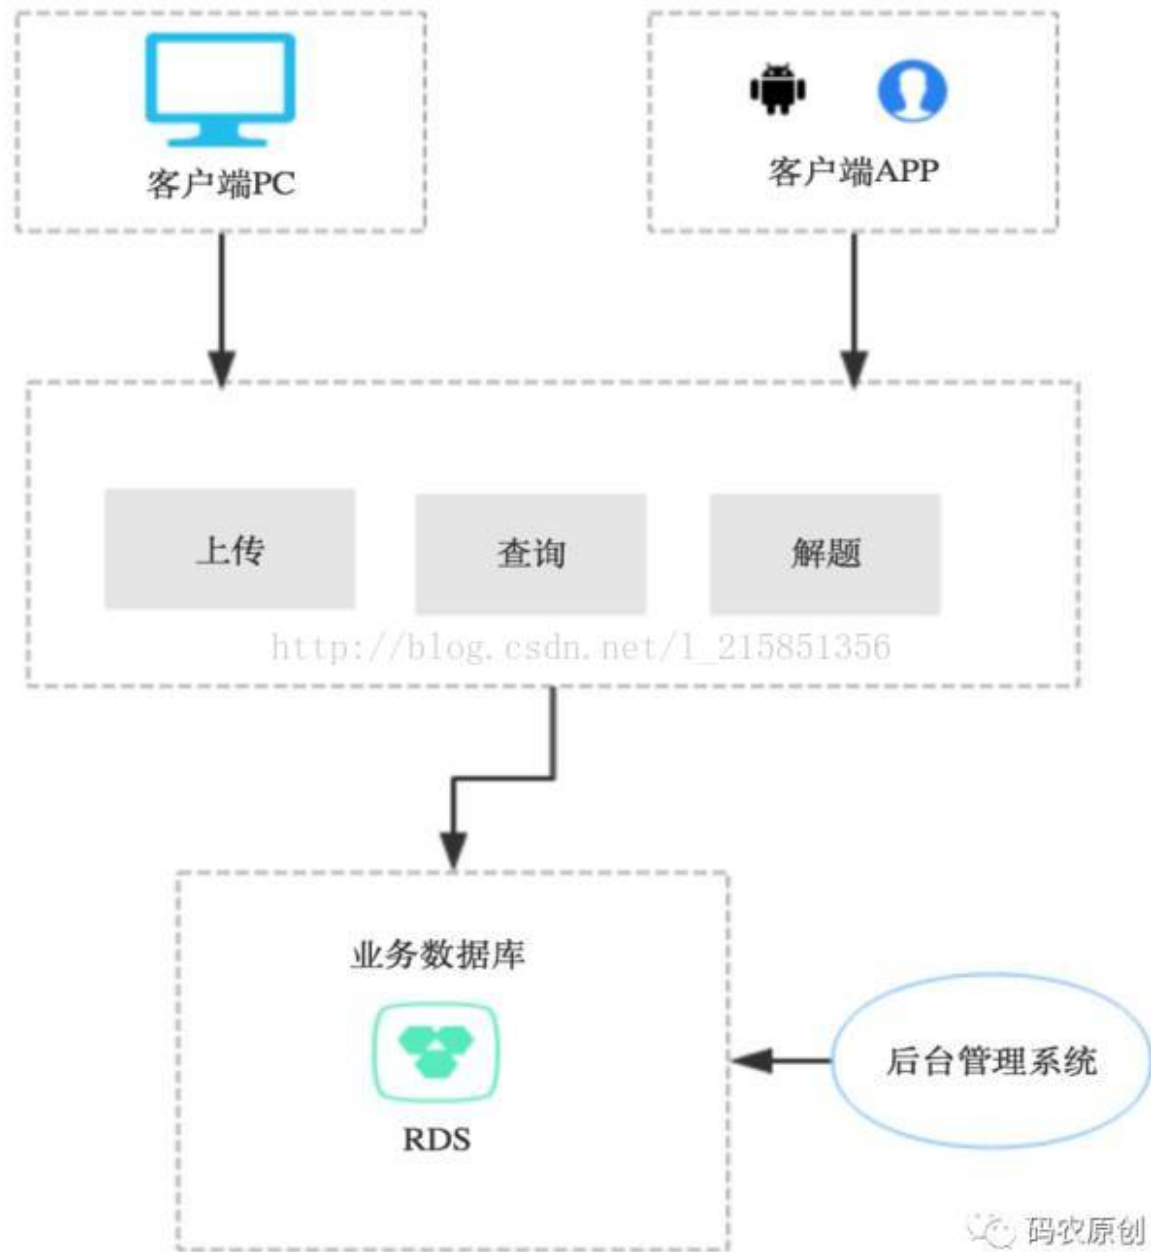 客户端PC
客户端APP
上传
查询
解题
http://blog.csdn.net/l_215851356
业务数据库
RDS
后台管理系统
码农原创